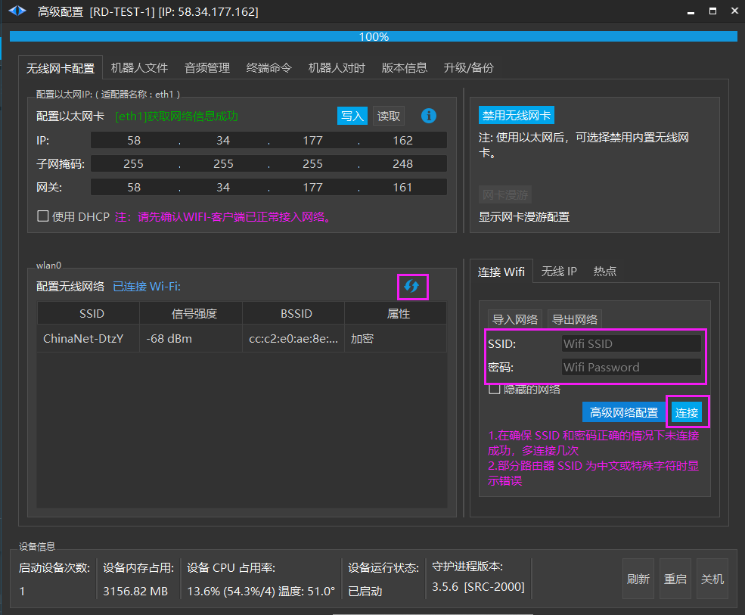 高级配置 [RD-TEST-1] [IP: 58.34.177.162]
100%
无线网卡配置 机器人文件 音频管理 终端命令 机器人对时 版本信息 升级/备份
配置以太网IP: ( 适配器名称 : eth1 )
配置以太网卡 [eth1]获取网络信息成功 写入 读取
IP: 58 . 34 . 177 . 162
子网掩码: 255 . 255 . 255 . 248
网关: 58 . 34 . 177 . 161
使用 DHCP 注：请先确认WIFI-客户端已正常接入网络。
禁用无线网卡
注: 使用以太网后，可选择禁用内置无线网
卡。
网卡漫游
显示网卡漫游配置
wlan0
配置无线网络 已连接 Wi-Fi:
SSID 信号强度 BSSID 属性
ChinaNet-DtzY -68 dBm cc:c2:e0:ae:8e:... 加密
连接 Wifi 无线 IP 热点
导入网络 导出网络
SSID: Wifi SSID
密码: Wifi Password
隐藏的网络
高级网络配置 连接
1.在确保 SSID 和密码正确的情况下未连接
成功，多连接几次
2.部分路由器 SSID 为中文或特殊字符时显
示错误
设备信息
启动设备次数: 设备内存占用: 设备 CPU 占用率: 设备运行状态: 守护进程版本:
1 3156.82 MB 13.6% (54.3%/4) 温度: 51.0° 已启动 3.5.6 [SRC-2000]
刷新 重启 关机